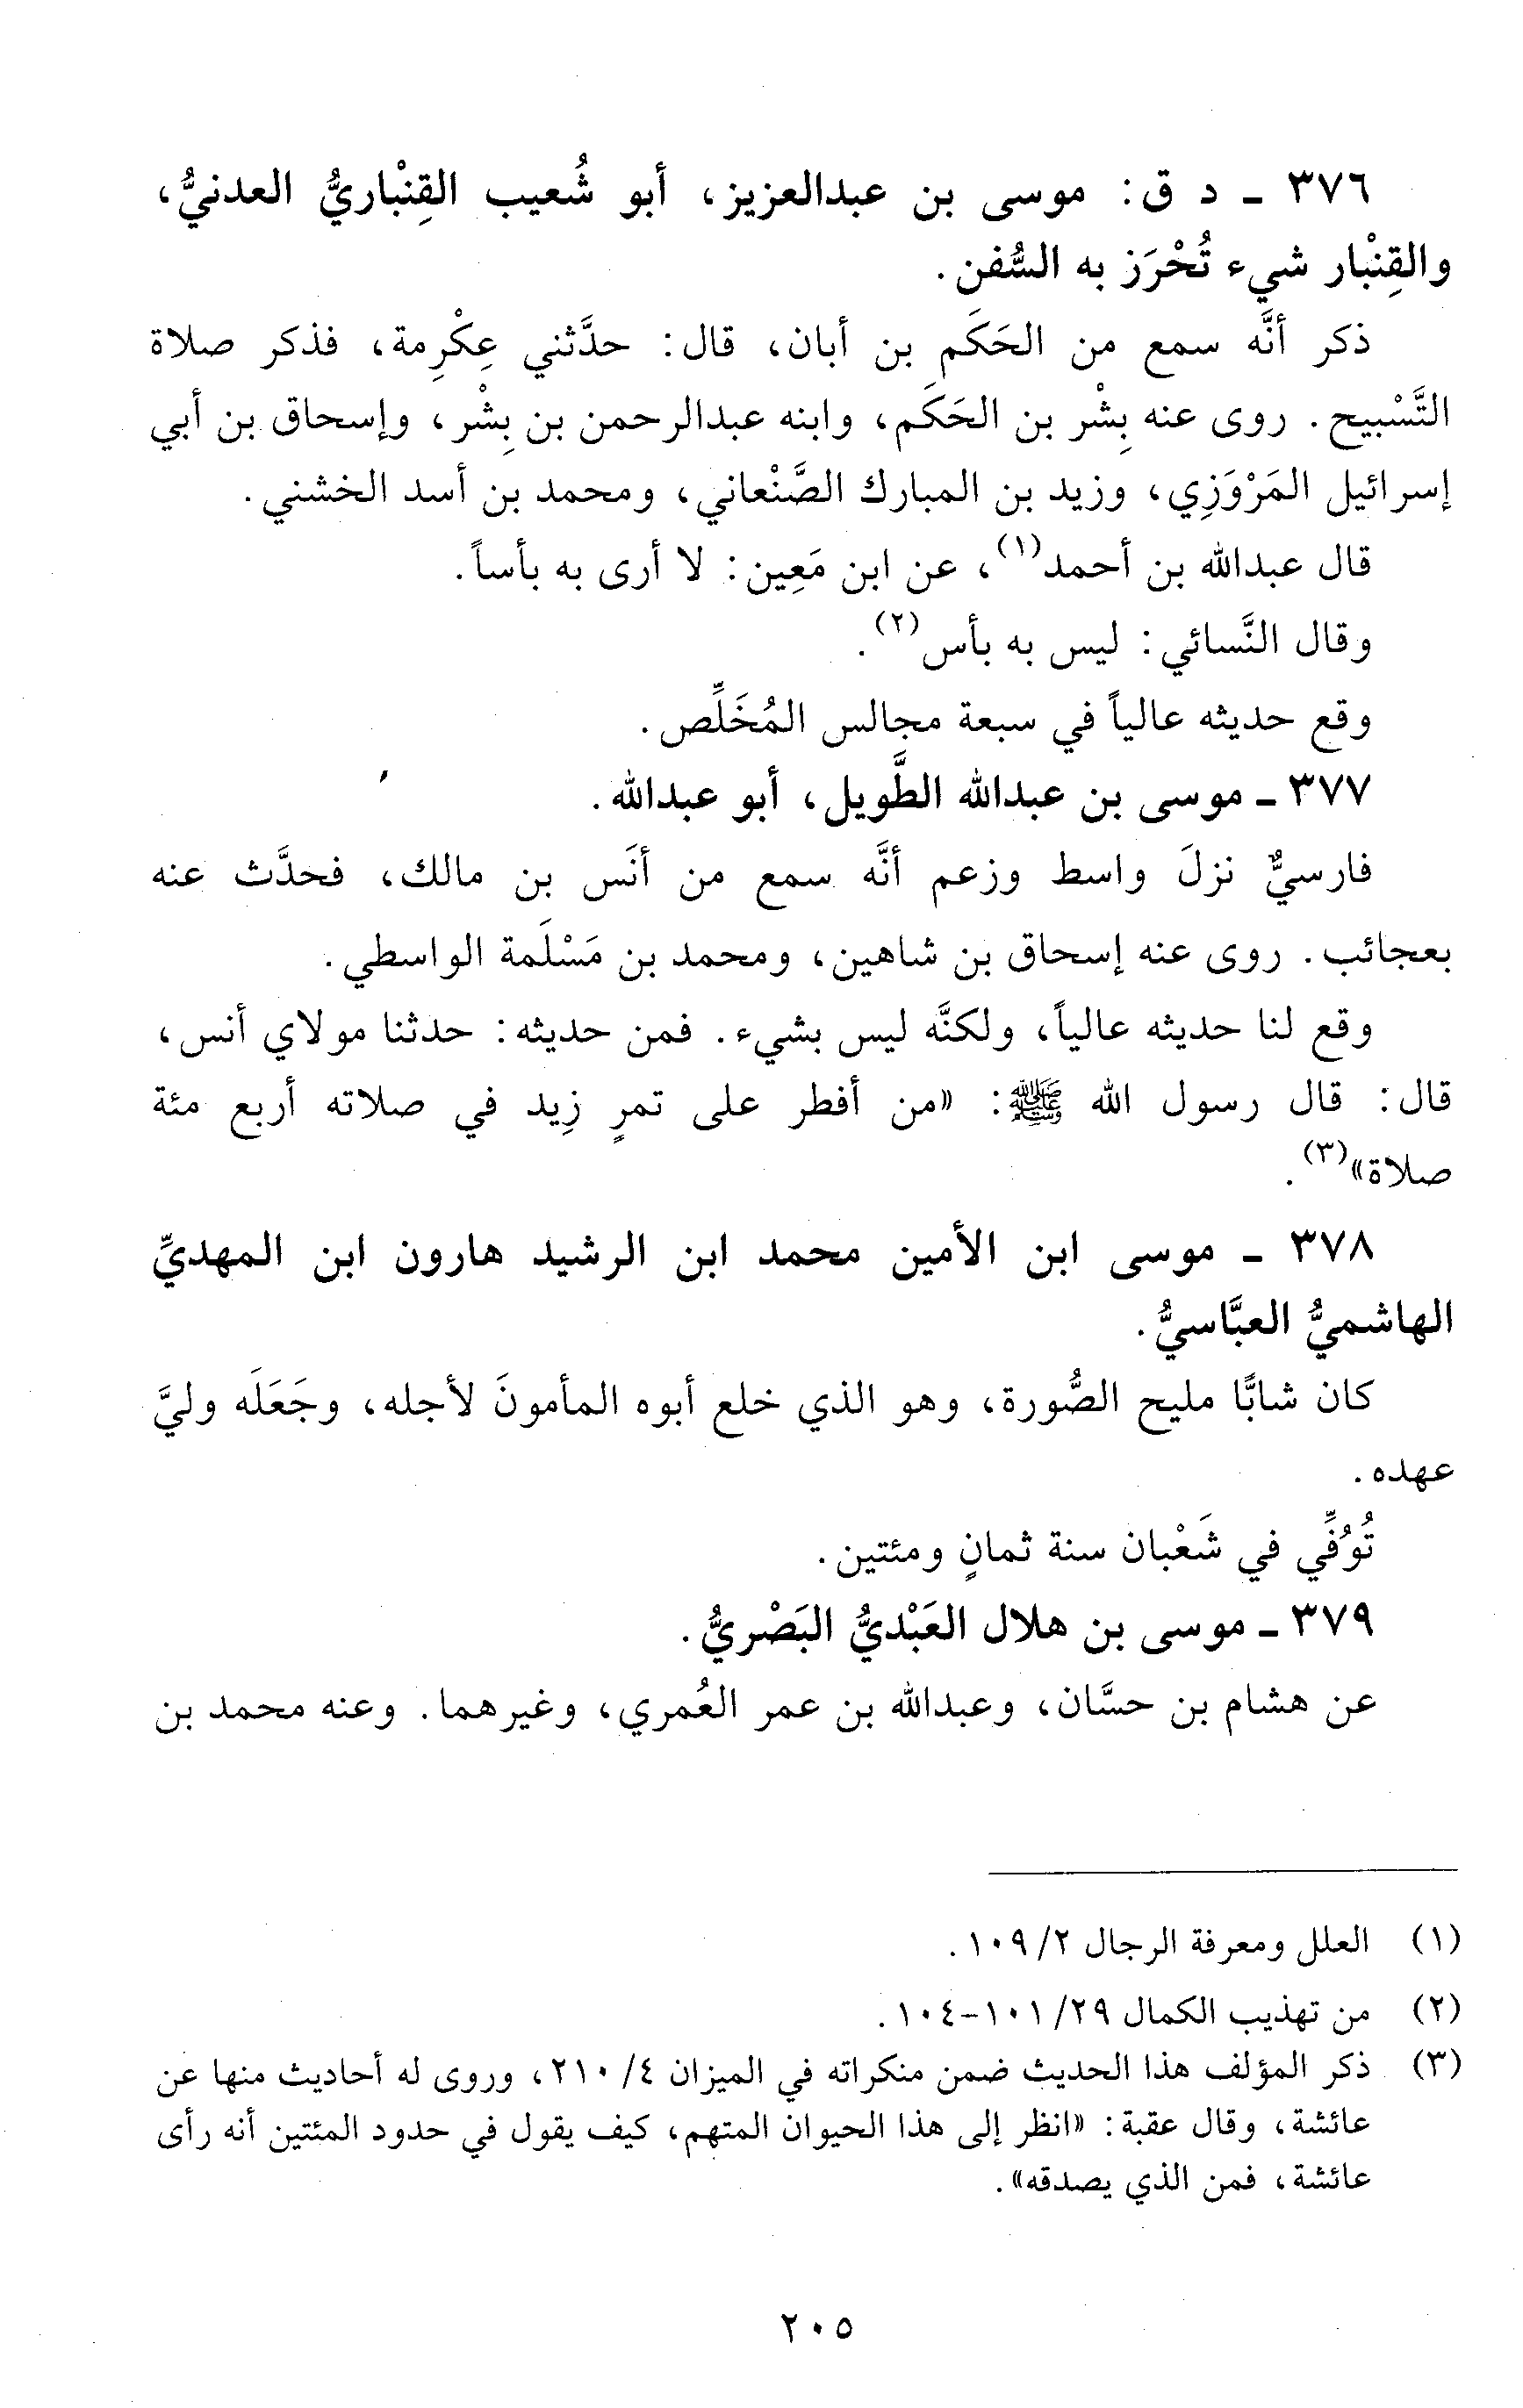 ٣٧٦ ـ د ق: موسى بن عبدالعزيز، أبو شُعيب القِنْباريُّ العدنيُّ،
والقِنْبار شيء تُخْرَز به السُّفن.
ذكر أنَّه سمع من الحَكَم بن أبان، قال: حدَّثني عِكْرِمة، فذكر صلاة
التَّسْبيح. روى عنه بِشْر بن الحَكَم، وابنه عبدالرحمن بن بِشْر، وإسحاق بن أبي
إسرائيل المَرْوَزِي، وزيد بن المبارك الصَّنْعاني، ومحمد بن أسد الخشني.
قال عبدالله بن أحمد(١)، عن ابن مَعِين: لا أرى به بأساً.
وقال النَّسائي: ليس به بأس(٢).
وقع حديثه عالياً في سبعة مجالس المُخَلِّص.
٣٧٧ ـ موسى بن عبدالله الطَّويل، أبو عبدالله.
فارسيٌّ نزلَ واسط وزعم أنَّه سمع من أنَس بن مالك، فحدَّث عنه
بعجائب. روى عنه إسحاق بن شاهين، ومحمد بن مَسْلَمة الواسطي.
وقع لنا حديثه عالياً، ولكنَّه ليس بشيء. فمن حديثه: حدثنا مولاي أنس،
قال: قال رسول الله ﷺ: «من أفطر على تمرٍ زِيد في صلاته أربع مئة
صلاة»(٣).
٣٧٨ ـ موسى ابن الأمين محمد ابن الرشيد هارون ابن المهديِّ
الهاشميُّ العبَّاسيُّ.
كان شابًّا مليح الصُّورة، وهو الذي خلع أبوه المأمونَ لأجله، وجَعَلَه وليَّ
عهده.
تُوُفِّي في شَعْبان سنة ثمانٍ ومئتين.
٣٧٩ ـ موسى بن هلال العَبْديُّ البَصْريُّ.
عن هشام بن حسَّان، وعبدالله بن عمر العُمري، وغيرهما. وعنه محمد بن
(١) العلل ومعرفة الرجال ٢/ ١٠٩.
(٢) من تهذيب الكمال ٢٩/ ١٠١-١٠٤.
(٣) ذكر المؤلف هذا الحديث ضمن منكراته في الميزان ٤/ ٢١٠، وروى له أحاديث منها عن
عائشة، وقال عقبة: «انظر إلى هذا الحيوان المتهم، كيف يقول في حدود المئتين أنه رأى
عائشة، فمن الذي يصدقه».
٢٠٥